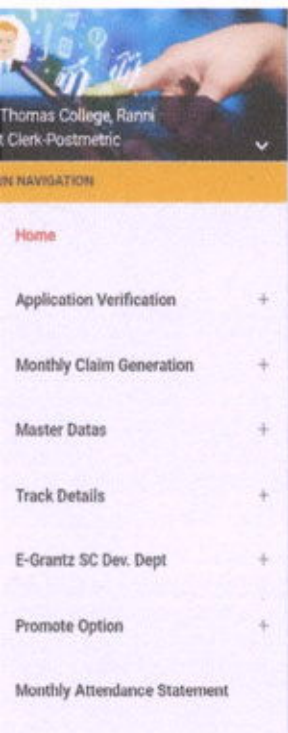 Thomas College, Ranni
t Clerk-Postmetric
IN NAVIGATION
Home
Application Verification +
Monthly Claim Generation +
Master Datas +
Track Details +
E-Grantz SC Dev. Dept +
Promote Option +
Monthly Attendance Statement